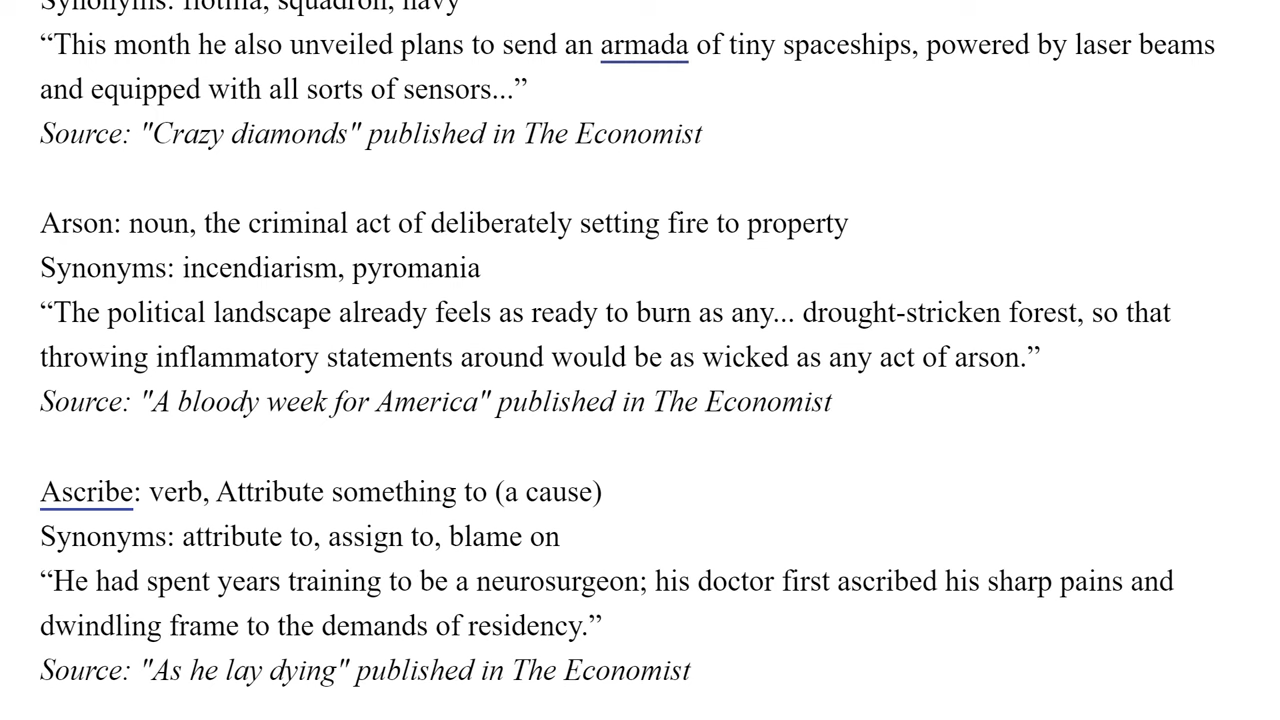 Synonyms: flotilla, squadron, navy
“This month he also unveiled plans to send an armada of tiny spaceships, powered by laser beams
and equipped with all sorts of sensors...”
Source: "Crazy diamonds" published in The Economist
Arson: noun, the criminal act of deliberately setting fire to property
Synonyms: incendiarism, pyromania
“The political landscape already feels as ready to burn as any... drought-stricken forest, so that
throwing inflammatory statements around would be as wicked as any act of arson.”
Source: "A bloody week for America" published in The Economist
Ascribe: verb, Attribute something to (a cause)
Synonyms: attribute to, assign to, blame on
“He had spent years training to be a neurosurgeon; his doctor first ascribed his sharp pains and
dwindling frame to the demands of residency.”
Source: "As he lay dying" published in The Economist